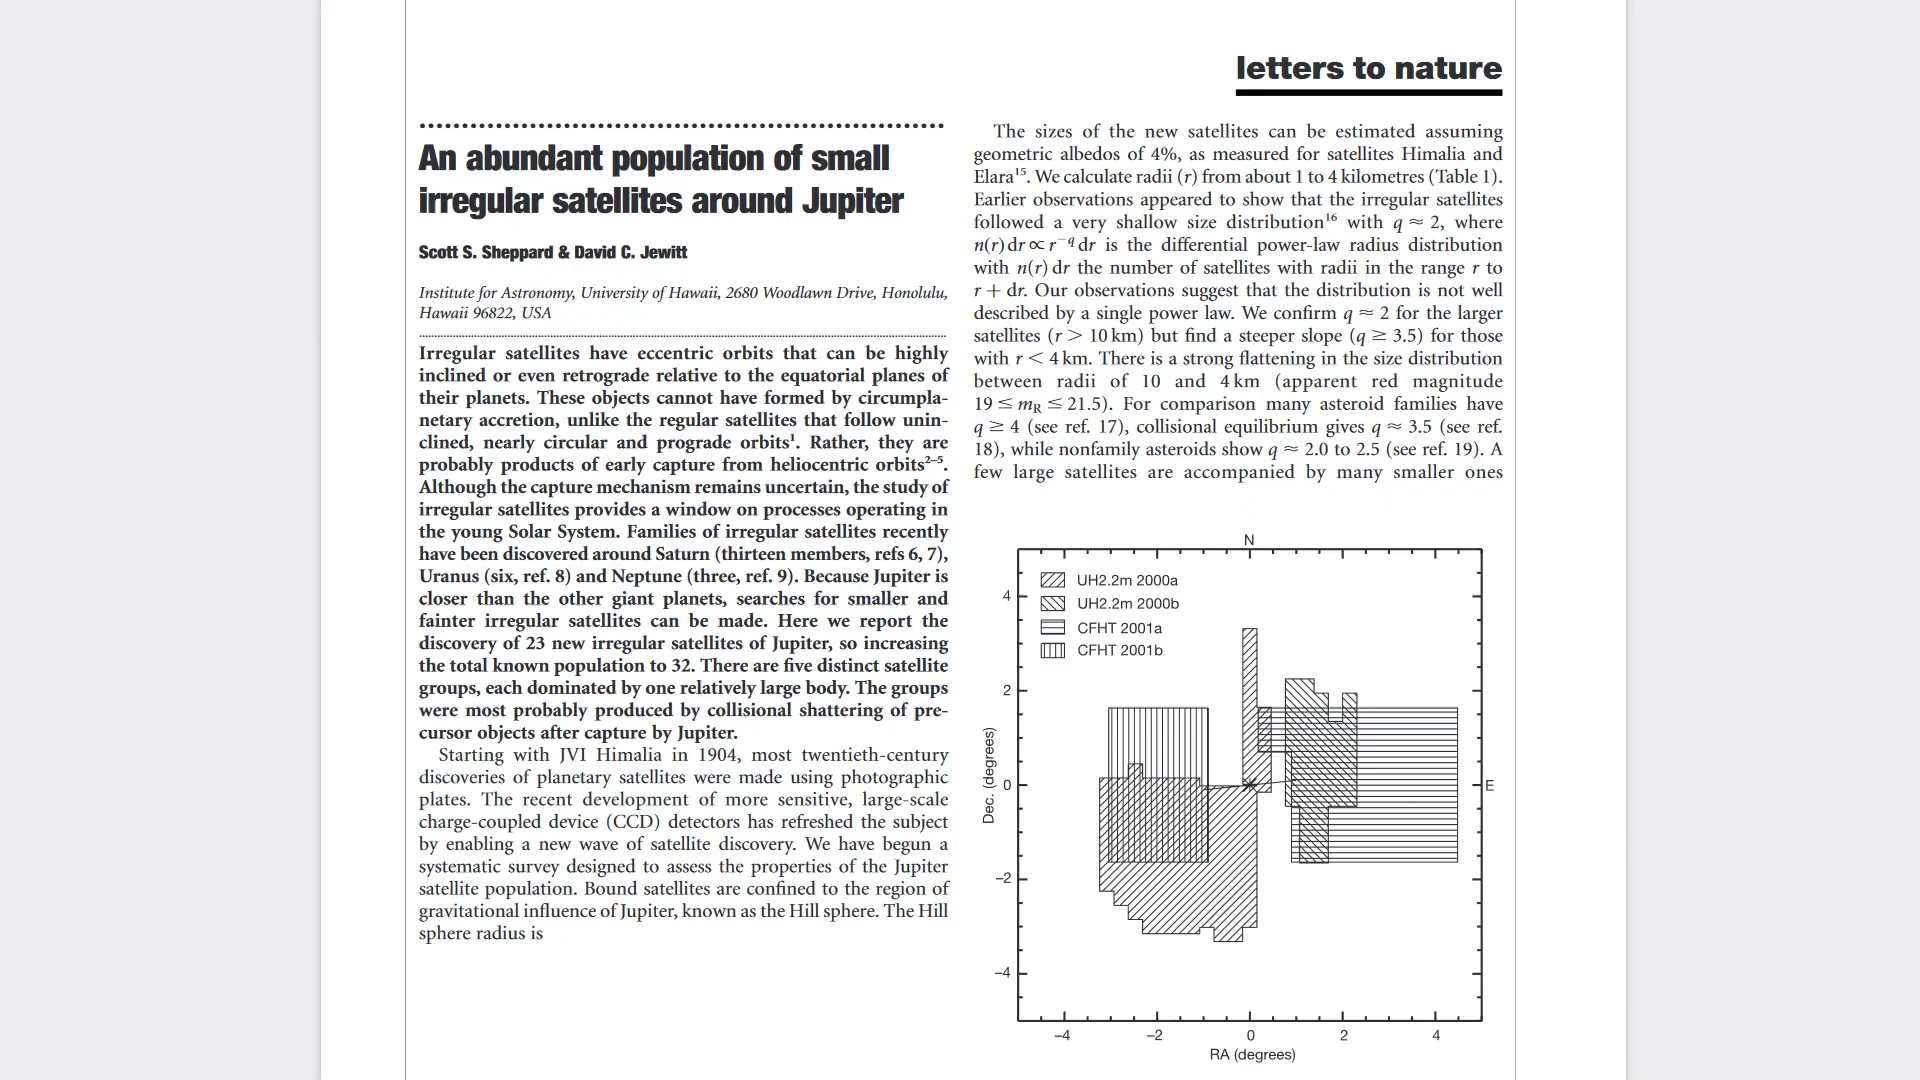 letters to nature
An abundant population of small
irregular satellites around Jupiter
Scott S. Sheppard & David C. Jewitt
Institute for Astronomy, University of Hawaii, 2680 Woodlawn Drive, Honolulu,
Hawaii 96822, USA
Irregular satellites have eccentric orbits that can be highly
inclined or even retrograde relative to the equatorial planes of
their planets. These objects cannot have formed by circumpla-
netary accretion, unlike the regular satellites that follow unin-
clined, nearly circular and prograde orbits¹. Rather, they are
probably products of early capture from heliocentric orbits²⁻⁵.
Although the capture mechanism remains uncertain, the study of
irregular satellites provides a window on processes operating in
the young Solar System. Families of irregular satellites recently
have been discovered around Saturn (thirteen members, refs 6, 7),
Uranus (six, ref. 8) and Neptune (three, ref. 9). Because Jupiter is
closer than the other giant planets, searches for smaller and
fainter irregular satellites can be made. Here we report the
discovery of 23 new irregular satellites of Jupiter, so increasing
the total known population to 32. There are five distinct satellite
groups, each dominated by one relatively large body. The groups
were most probably produced by collisional shattering of pre-
cursor objects after capture by Jupiter.
Starting with JVI Himalia in 1904, most twentieth-century
discoveries of planetary satellites were made using photographic
plates. The recent development of more sensitive, large-scale
charge-coupled device (CCD) detectors has refreshed the subject
by enabling a new wave of satellite discovery. We have begun a
systematic survey designed to assess the properties of the Jupiter
satellite population. Bound satellites are confined to the region of
gravitational influence of Jupiter, known as the Hill sphere. The Hill
sphere radius is
The sizes of the new satellites can be estimated assuming
geometric albedos of 4%, as measured for satellites Himalia and
Elara¹⁵. We calculate radii (r) from about 1 to 4 kilometres (Table 1).
Earlier observations appeared to show that the irregular satellites
followed a very shallow size distribution¹⁶ with q ≈ 2, where
n(r) dr ∝ r⁻q dr is the differential power-law radius distribution
with n(r) dr the number of satellites with radii in the range r to
r + dr. Our observations suggest that the distribution is not well
described by a single power law. We confirm q ≈ 2 for the larger
satellites (r > 10 km) but find a steeper slope (q ≥ 3.5) for those
with r < 4 km. There is a strong flattening in the size distribution
between radii of 10 and 4 km (apparent red magnitude
19 ≤ mR ≤ 21.5). For comparison many asteroid families have
q ≥ 4 (see ref. 17), collisional equilibrium gives q ≈ 3.5 (see ref.
18), while nonfamily asteroids show q ≈ 2.0 to 2.5 (see ref. 19). A
few large satellites are accompanied by many smaller ones
N
UH2.2m 2000a
UH2.2m 2000b
CFHT 2001a
CFHT 2001b
4
2
0
–2
–4
Dec. (degrees)
E
–4 –2 0 2 4
RA (degrees)